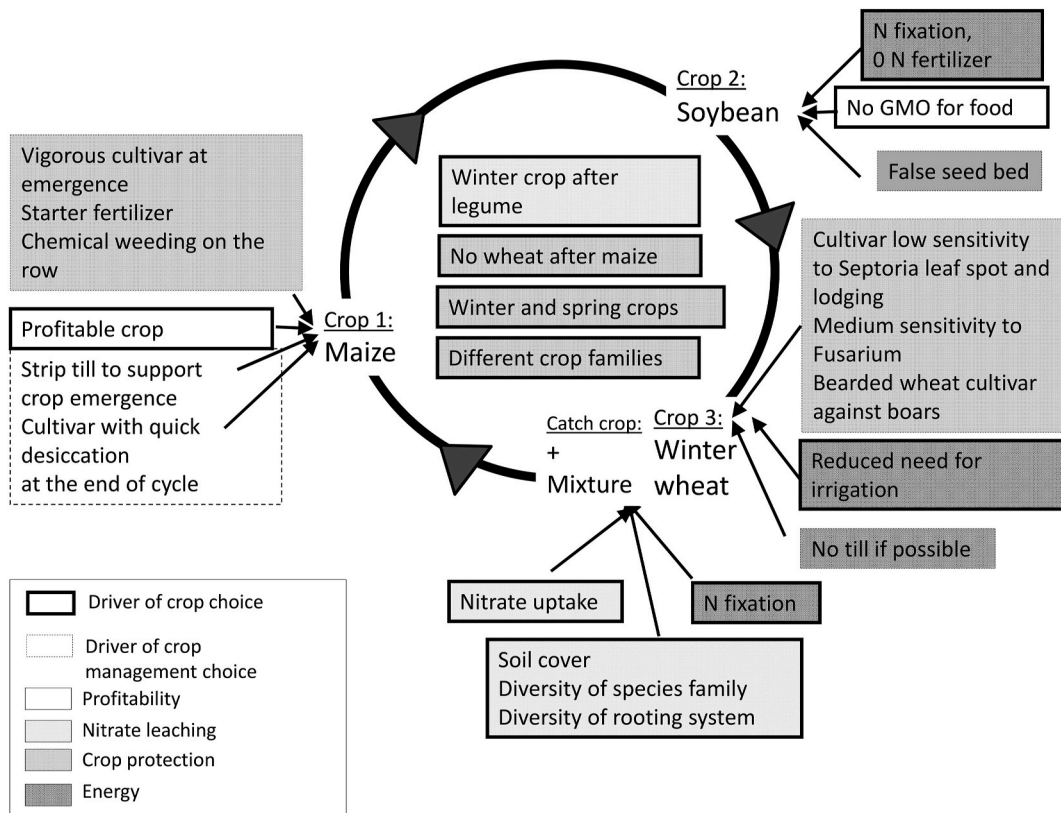 N fixation,
0 N fertilizer
Crop 2:
Soybean
No GMO for food
False seed bed
Vigorous cultivar at
emergence
Starter fertilizer
Chemical weeding on the
row
Winter crop after
legume
No wheat after maize
Winter and spring crops
Different crop families
Profitable crop
Crop 1:
Maize
Strip till to support
crop emergence
Cultivar with quick
desiccation
at the end of cycle
Cultivar low sensitivity
to Septoria leaf spot and
lodging
Medium sensitivity to
Fusarium
Bearded wheat cultivar
against boars
Catch crop:
+
Mixture
Crop 3:
Winter
wheat
Reduced need for
irrigation
No till if possible
Nitrate uptake
N fixation
Soil cover
Diversity of species family
Diversity of rooting system
Driver of crop choice
Driver of crop
management choice
Profitability
Nitrate leaching
Crop protection
Energy